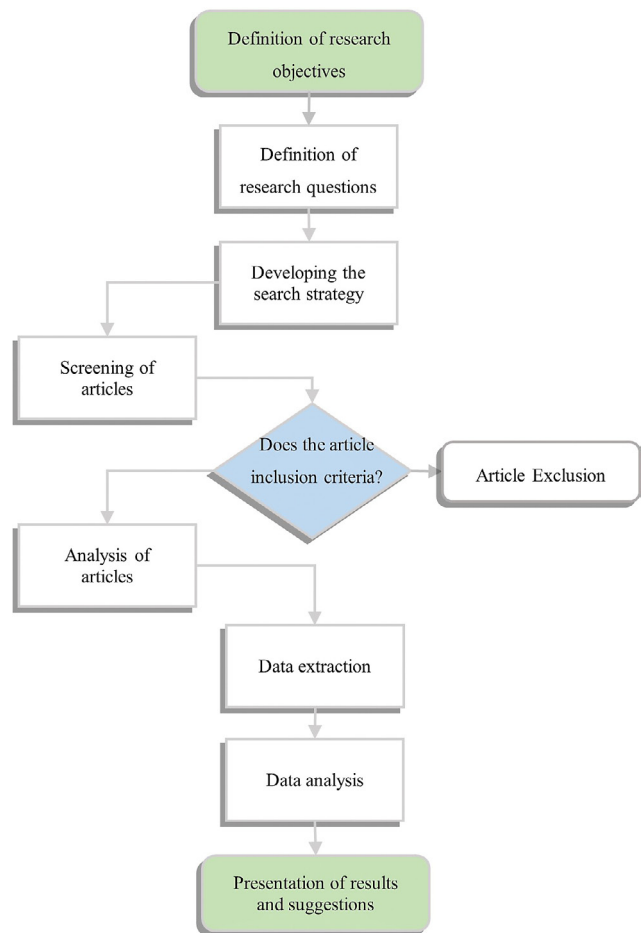 Definition of research
objectives
Definition of
research questions
Developing the
search strategy
Screening of
articles
Does the article
inclusion criteria?
Article Exclusion
Analysis of
articles
Data extraction
Data analysis
Presentation of results
and suggestions